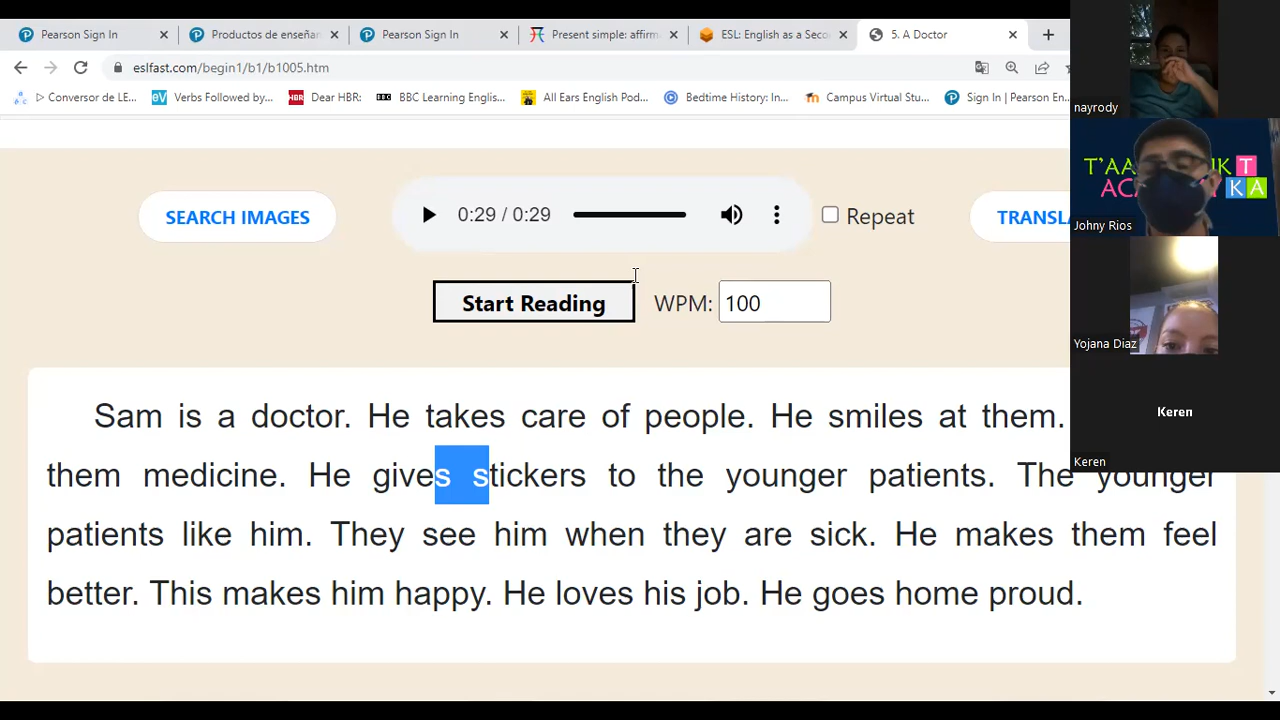 Pearson Sign In
Productos de enseñan
Pearson Sign In
Present simple: affirm
ESL: English as a Seco
5. A Doctor
eslfast.com/begin1/b1/b1005.htm
▷ Conversor de LE...
Verbs Followed by...
Dear HBR:
BBC Learning Englis...
All Ears English Pod...
Bedtime History: In...
Campus Virtual Stu...
Sign In | Pearson En...
nayrody
T'AA
KT
ACA
KA
Johny Rios
Yojana Diaz
Keren
Keren
SEARCH IMAGES
0:29 / 0:29
Repeat
TRANSL
Start Reading
WPM: 100
Sam is a doctor. He takes care of people. He smiles at them.
them medicine. He gives stickers to the younger patients. The younger
patients like him. They see him when they are sick. He makes them feel
better. This makes him happy. He loves his job. He goes home proud.